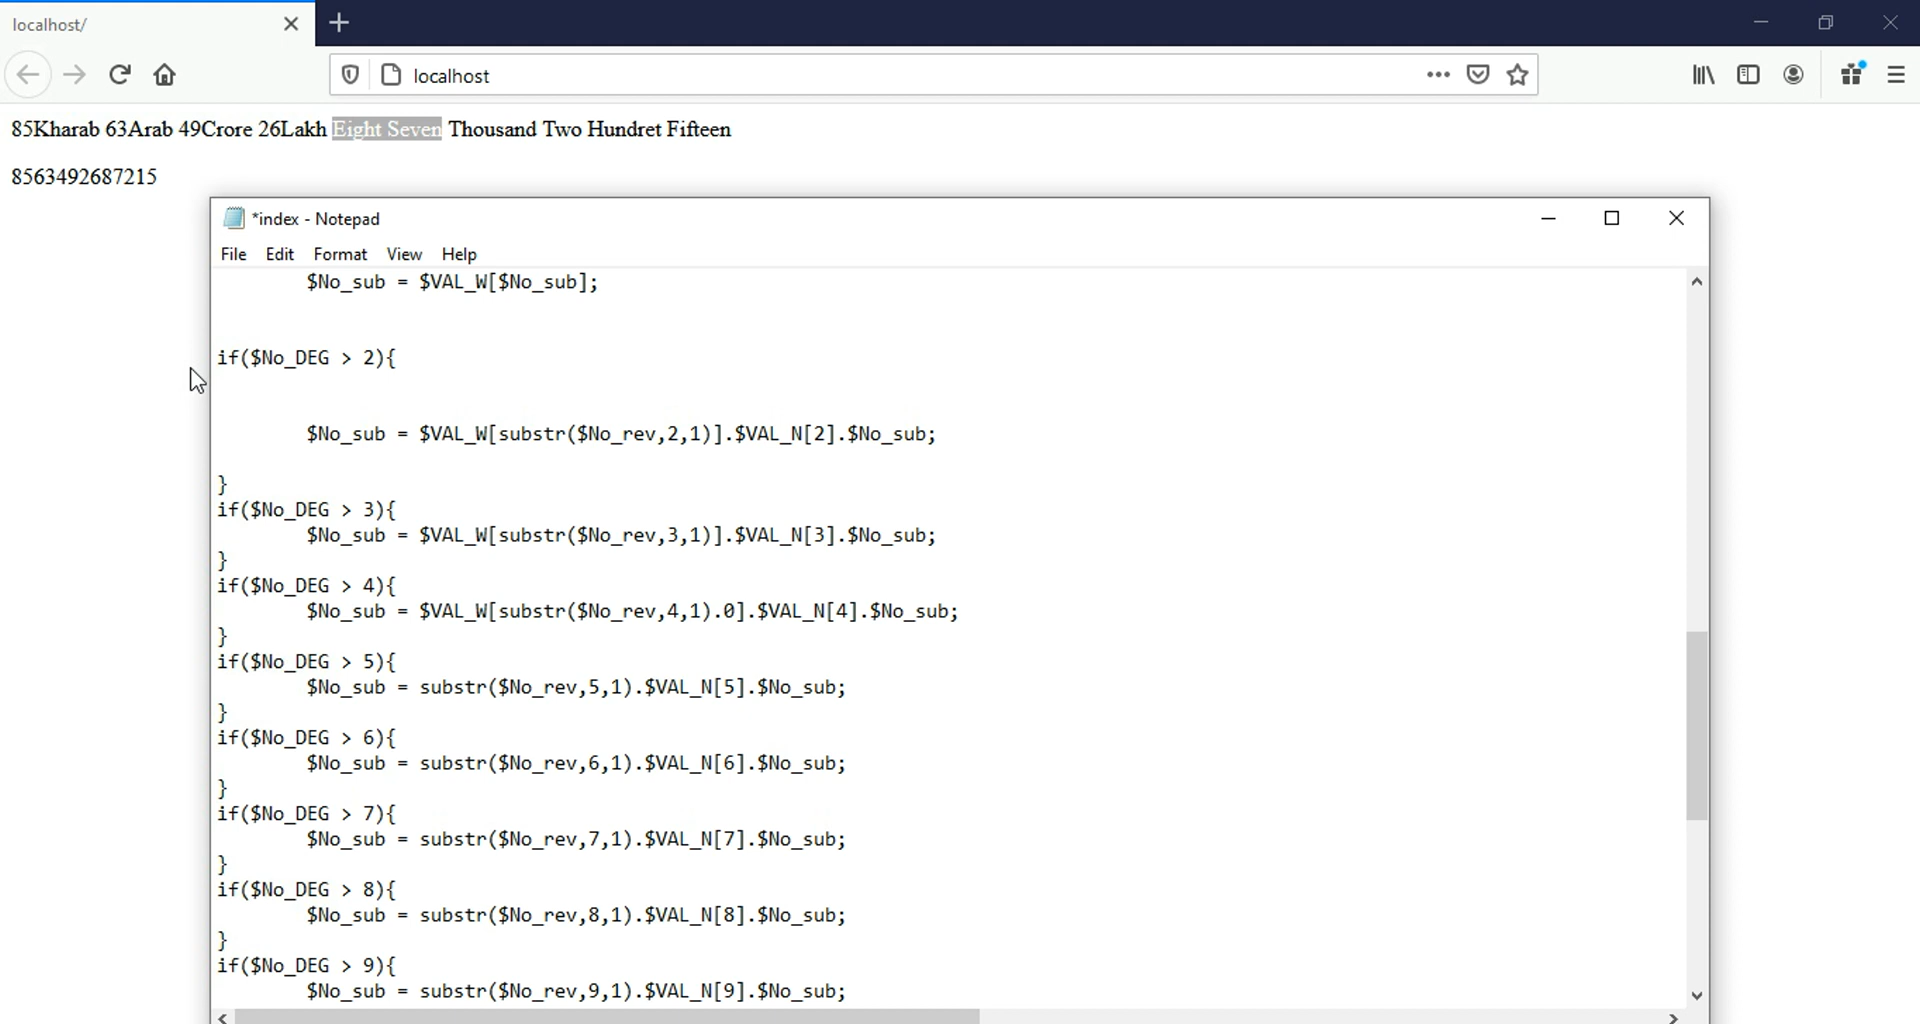 localhost/
localhost
85Kharab 63Arab 49Crore 26Lakh Eight Seven Thousand Two Hundret Fifteen
8563492687215
*index - Notepad
File Edit Format View Help
$No_sub = $VAL_W[$No_sub];
if($No_DEG > 2){
$No_sub = $VAL_W[substr($No_rev,2,1)].$VAL_N[2].$No_sub;
}
if($No_DEG > 3){
$No_sub = $VAL_W[substr($No_rev,3,1)].$VAL_N[3].$No_sub;
}
if($No_DEG > 4){
$No_sub = $VAL_W[substr($No_rev,4,1).0].$VAL_N[4].$No_sub;
}
if($No_DEG > 5){
$No_sub = substr($No_rev,5,1).$VAL_N[5].$No_sub;
}
if($No_DEG > 6){
$No_sub = substr($No_rev,6,1).$VAL_N[6].$No_sub;
}
if($No_DEG > 7){
$No_sub = substr($No_rev,7,1).$VAL_N[7].$No_sub;
}
if($No_DEG > 8){
$No_sub = substr($No_rev,8,1).$VAL_N[8].$No_sub;
}
if($No_DEG > 9){
$No_sub = substr($No_rev,9,1).$VAL_N[9].$No_sub;